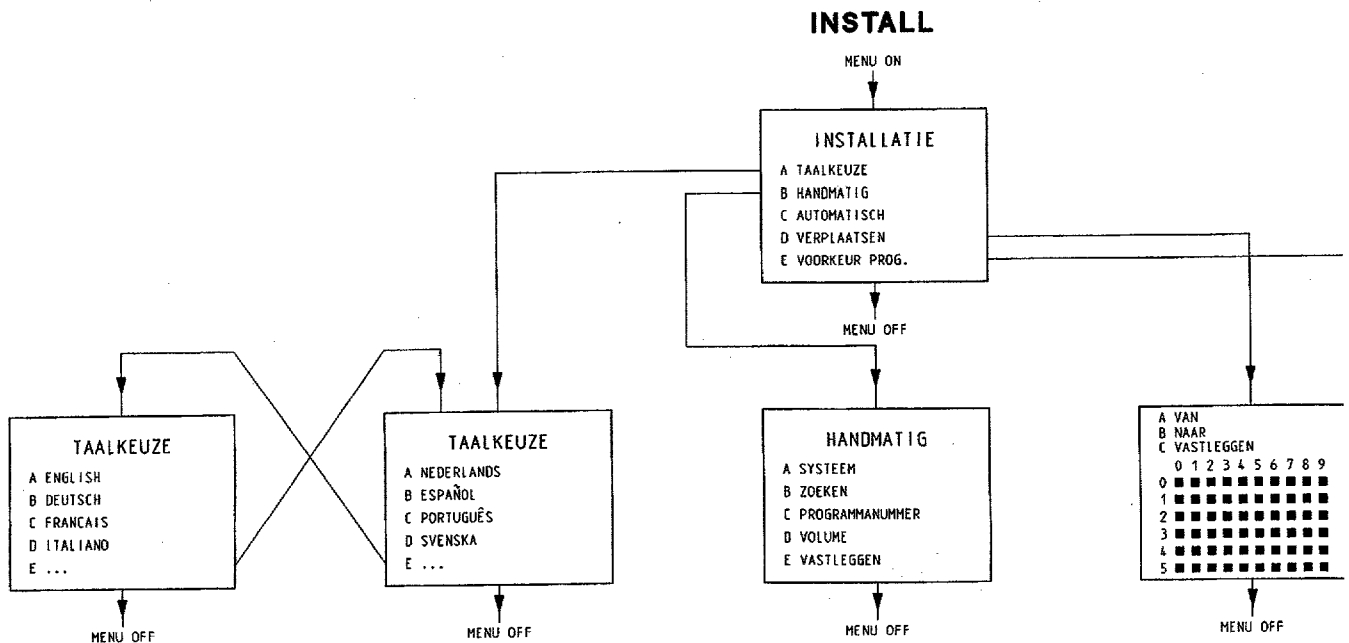 INSTALL
MENU ON
INSTALLATIE
A TAALKEUZE
B HANDMATIG
C AUTOMATISCH
D VERPLAATSEN
E VOORKEUR PROG.
MENU OFF
TAALKEUZE
A ENGLISH
B DEUTSCH
C FRANCAIS
D ITALIANO
E ...
MENU OFF
TAALKEUZE
A NEDERLANDS
B ESPAÑOL
C PORTUGUÊS
D SVENSKA
E ...
MENU OFF
HANDMATIG
A SYSTEEM
B ZOEKEN
C PROGRAMMANUMMER
D VOLUME
E VASTLEGGEN
MENU OFF
A VAN
B NAAR
C VASTLEGGEN
0 1 2 3 4 5 6 7 8 9
0
1
2
3
4
5
MENU OFF